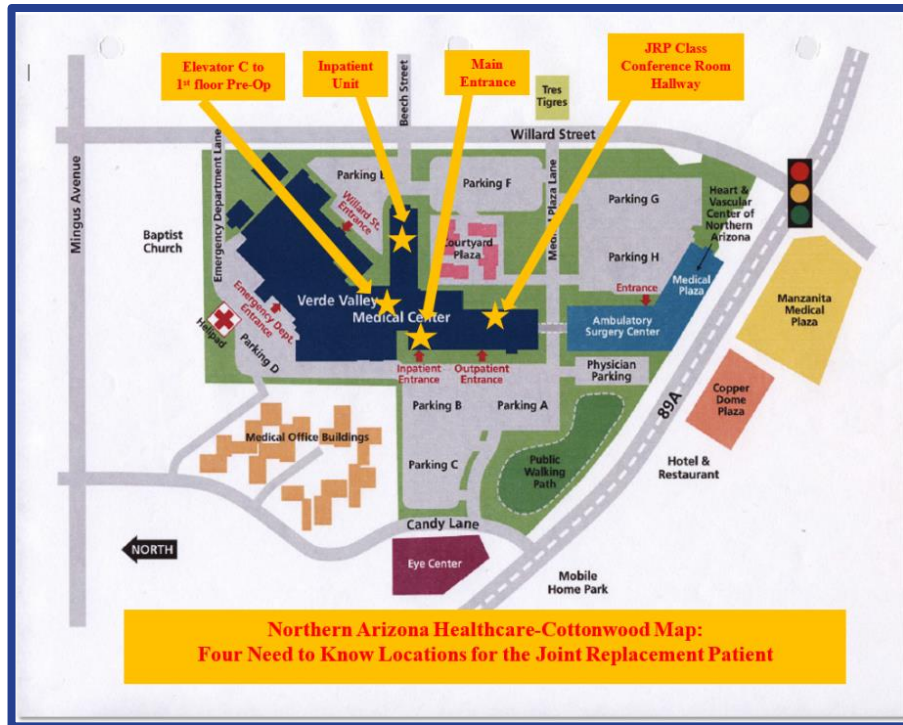 Elevator C to
1st floor Pre-Op
Inpatient
Unit
Main
Entrance
JRP Class
Conference Room
Hallway
Beech Street
Tres
Tigres
Willard Street
Mingus Avenue
Emergency Department Lane
Baptist
Church
Parking E
Willard St.
Entrance
Parking F
Medical Plaza Lane
Parking G
Heart &
Vascular
Center of
Northern
Arizona
Courtyard
Plaza
Parking H
Entrance
Medical
Plaza
Manzanita
Medical
Plaza
Verde Valley
Medical Center
Ambulatory
Surgery Center
Emergency Dept.
Entrance
Helipad
Parking D
Inpatient
Entrance
Outpatient
Entrance
Physician
Parking
89A
Copper
Dome
Plaza
Parking B
Parking A
Medical Office Buildings
Parking C
Public
Walking
Path
Hotel &
Restaurant
Candy Lane
NORTH
Eye Center
Mobile
Home Park
Northern Arizona Healthcare-Cottonwood Map:
Four Need to Know Locations for the Joint Replacement Patient